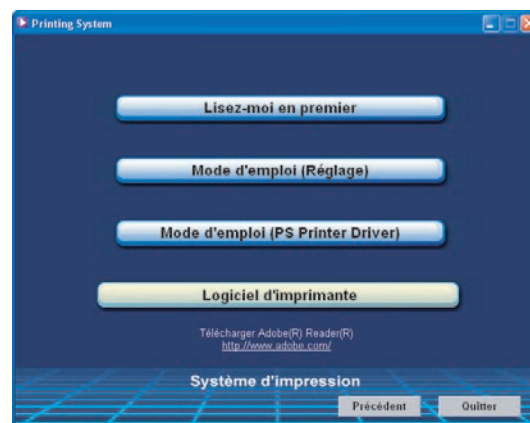 Printing System
Lisez-moi en premier
Mode d'emploi (Réglage)
Mode d'emploi (PS Printer Driver)
Logiciel d'imprimante
Télécharger Adobe(R) Reader(R)
http://www.adobe.com/
Système d'impression
Précédent Quitter